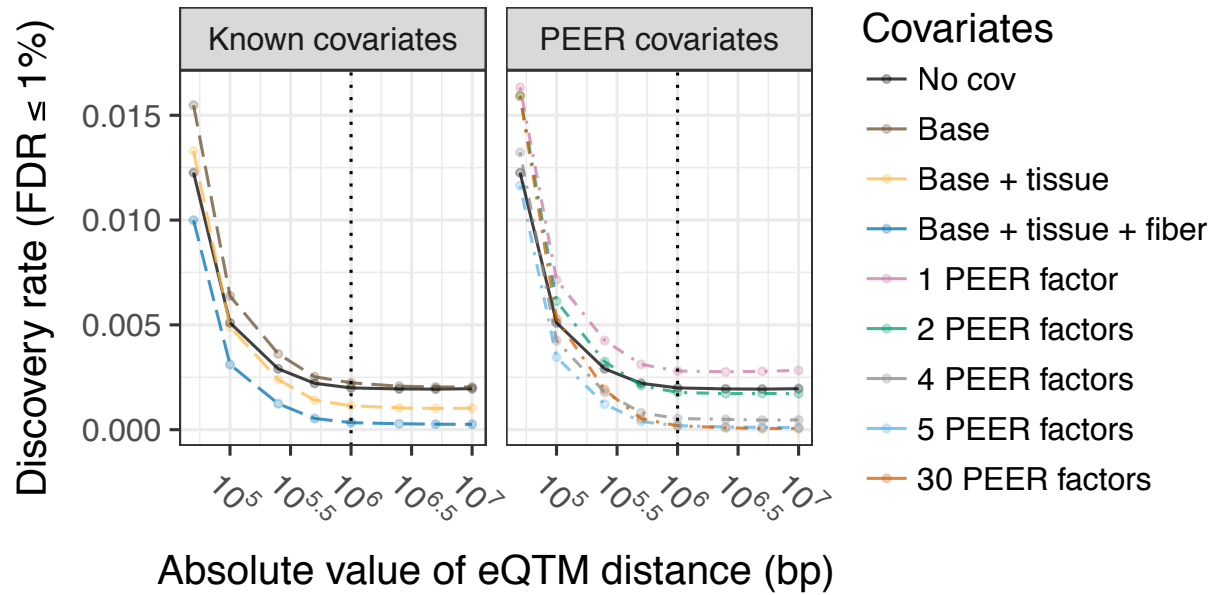 Known covariates
PEER covariates
Discovery rate (FDR ≤ 1%)
0.015
0.010
0.005
0.000
10^5
10^5.5
10^6
10^6.5
10^7
10^5
10^5.5
10^6
10^6.5
10^7
Absolute value of eQTM distance (bp)
Covariates
No cov
Base
Base + tissue
Base + tissue + fiber
1 PEER factor
2 PEER factors
4 PEER factors
5 PEER factors
30 PEER factors